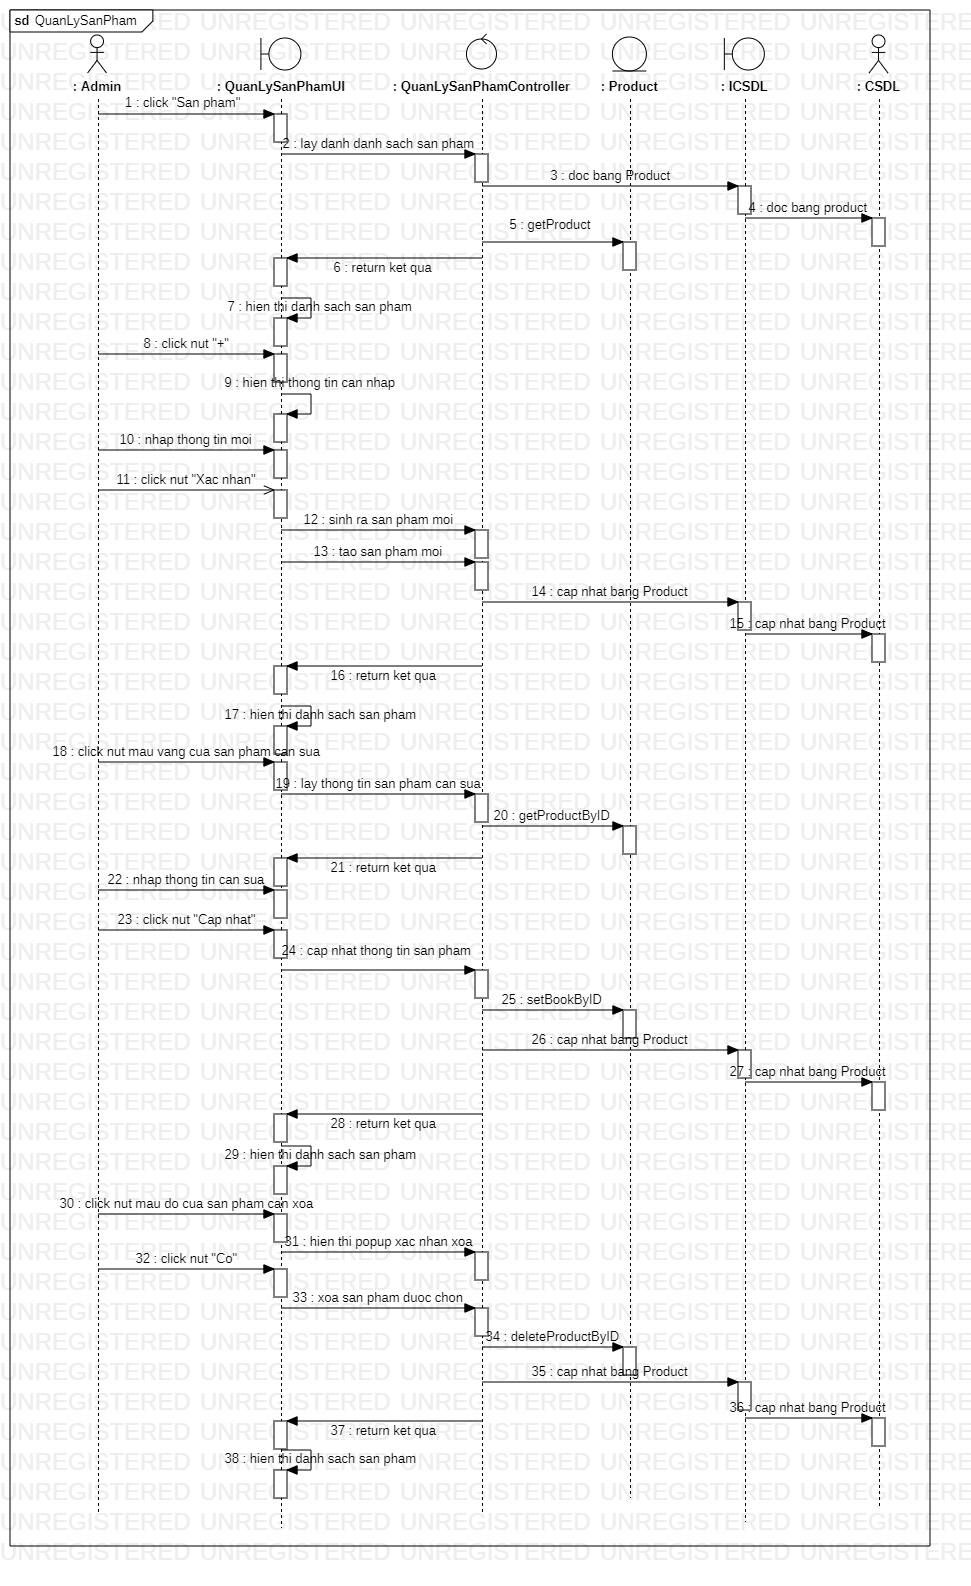 sd QuanLySanPham
: Admin
: QuanLySanPhamUI
: QuanLySanPhamController
: Product
: ICSDL
: CSDL
1 : click "San pham"
2 : lay danh danh sach san pham
3 : doc bang Product
4 : doc bang product
5 : getProduct
6 : return ket qua
7 : hien thi danh sach san pham
8 : click nut "+"
9 : hien thi thong tin can nhap
10 : nhap thong tin moi
11 : click nut "Xac nhan"
12 : sinh ra san pham moi
13 : tao san pham moi
14 : cap nhat bang Product
15 : cap nhat bang Product
16 : return ket qua
17 : hien thi danh sach san pham
18 : click nut mau vang cua san pham can sua
19 : lay thong tin san pham can sua
20 : getProductByID
21 : return ket qua
22 : nhap thong tin can sua
23 : click nut "Cap nhat"
24 : cap nhat thong tin san pham
25 : setBookByID
26 : cap nhat bang Product
27 : cap nhat bang Product
28 : return ket qua
29 : hien thi danh sach san pham
30 : click nut mau do cua san pham can xoa
31 : hien thi popup xac nhan xoa
32 : click nut "Co"
33 : xoa san pham duoc chon
34 : deleteProductByID
35 : cap nhat bang Product
36 : cap nhat bang Product
37 : return ket qua
38 : hien thi danh sach san pham
UNREGISTERED